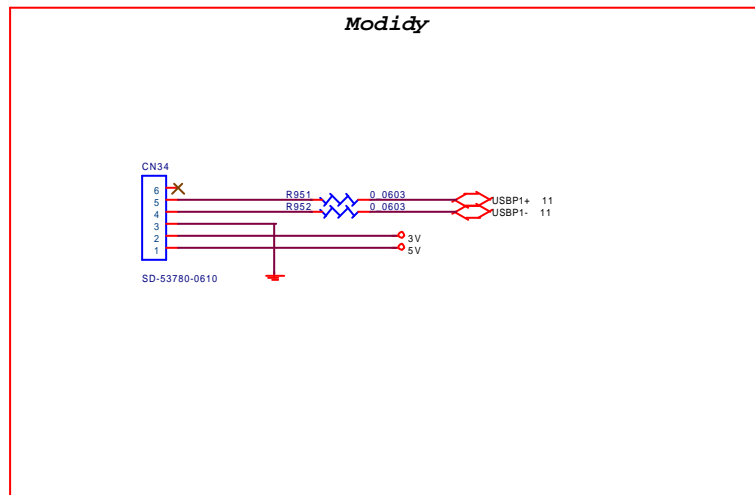 Modidy
CN34
6
5 R951 0_0603 USBP1+ 11
4 R952 0_0603 USBP1- 11
3
2 3V
1 5V
SD-53780-0610